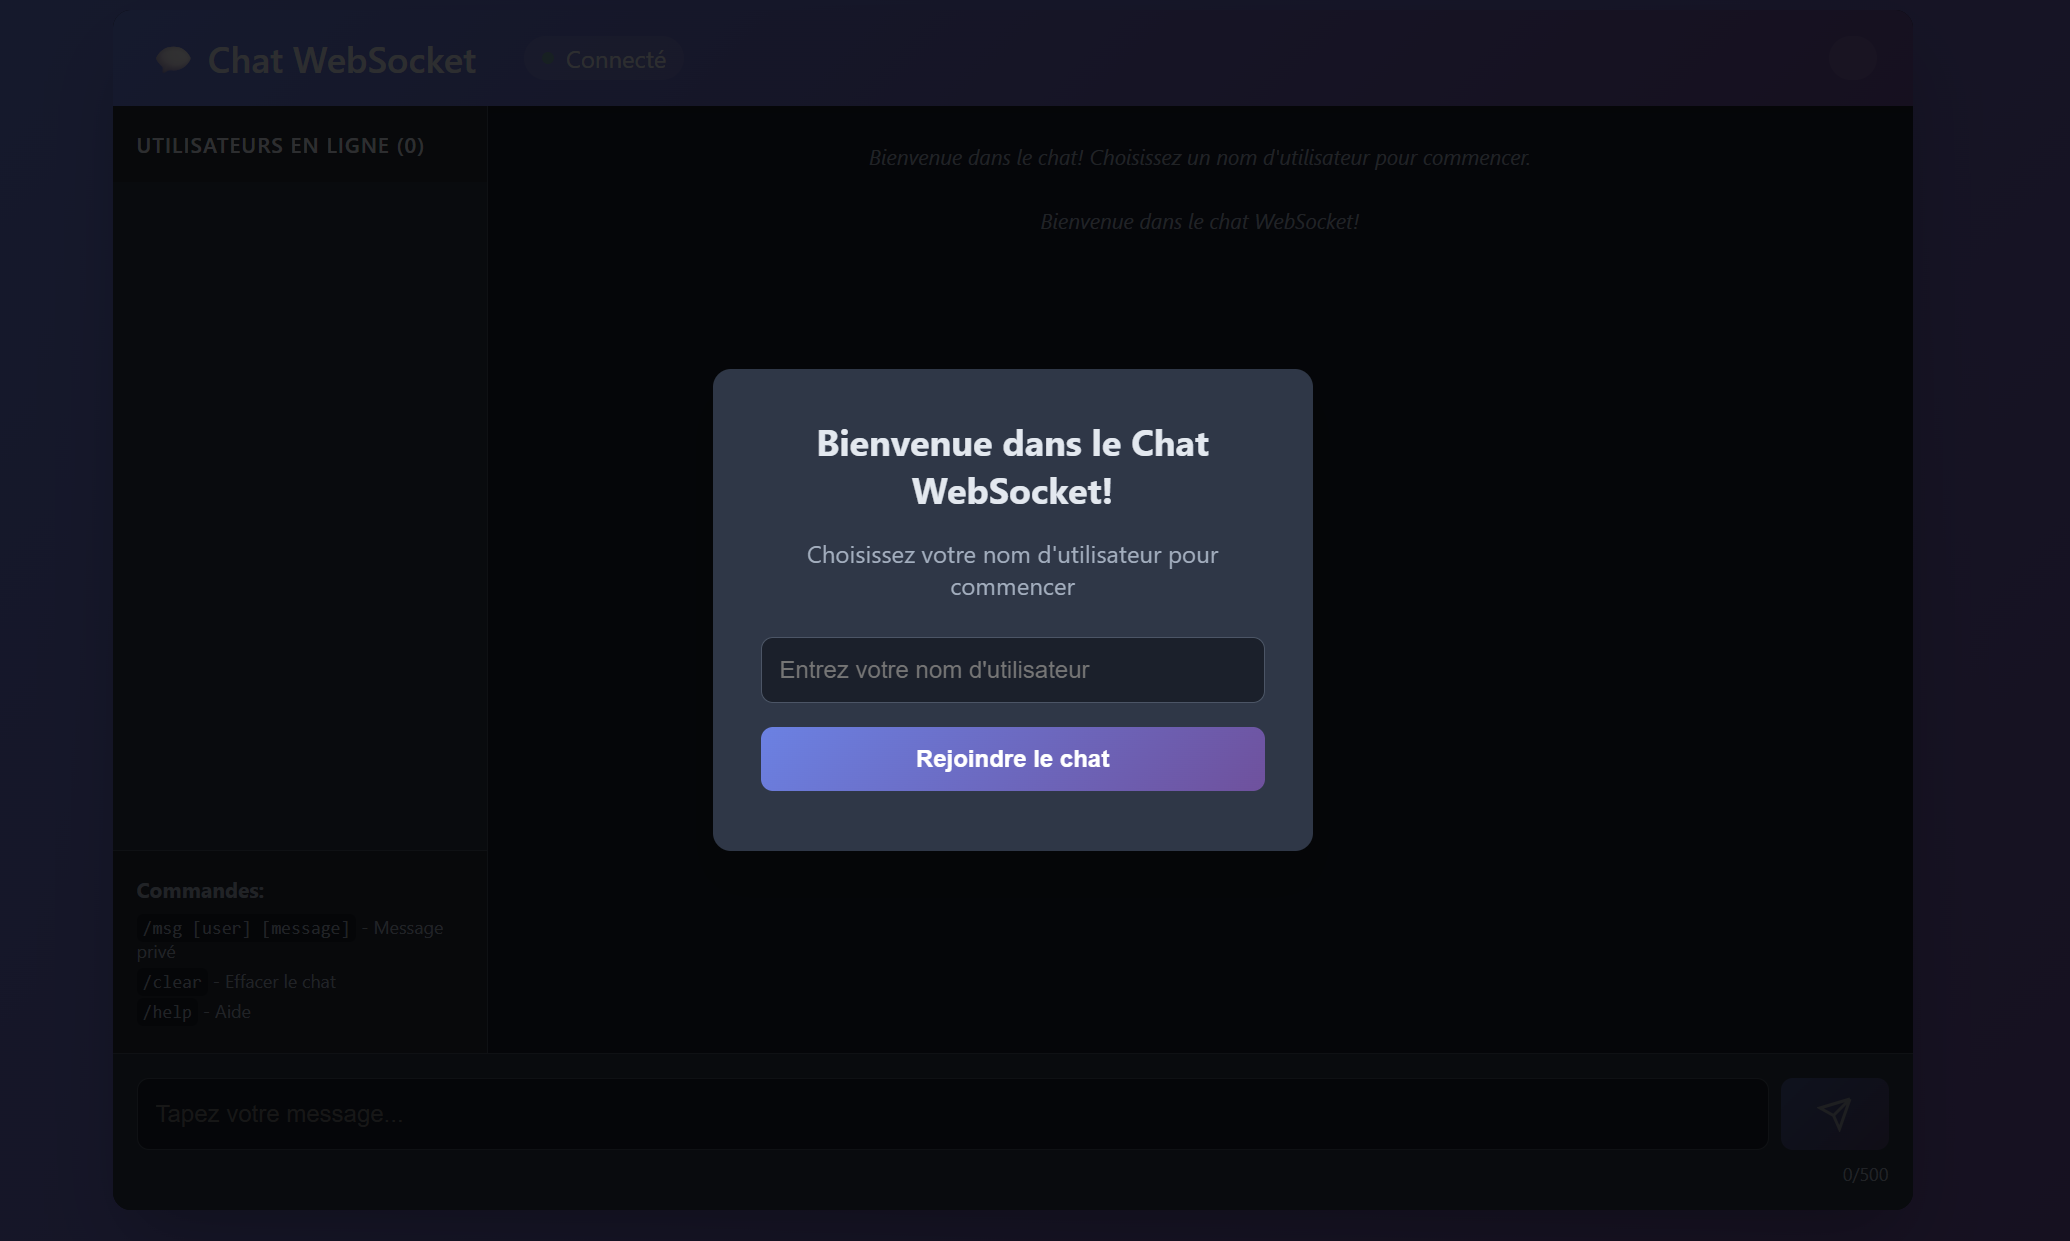 Chat WebSocket
Connecté
UTILISATEURS EN LIGNE (0)
Bienvenue dans le chat! Choisissez un nom d'utilisateur pour commencer.
Bienvenue dans le chat WebSocket!
Bienvenue dans le Chat
WebSocket!
Choisissez votre nom d'utilisateur pour
commencer
Entrez votre nom d'utilisateur
Rejoindre le chat
Commandes:
/msg [user] [message] - Message
privé
/clear - Effacer le chat
/help - Aide
Tapez votre message...
0/500